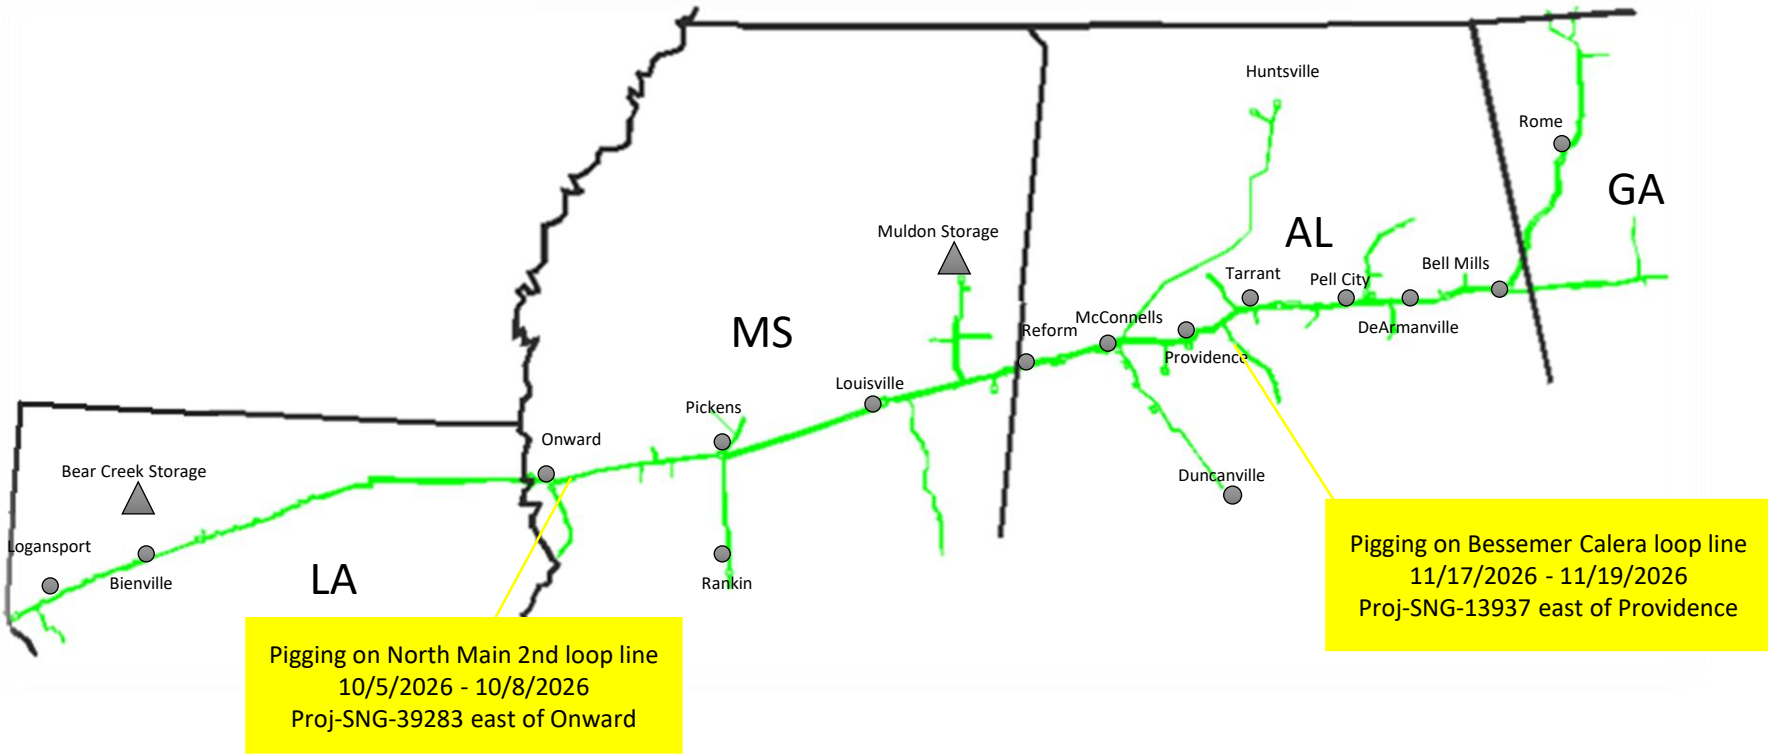 Huntsville
Rome
GA
Muldon Storage
AL
Tarrant
Pell City
Bell Mills
MS
Reform
McConnells
DeArmanville
Providence
Louisville
Pickens
Onward
Bear Creek Storage
Duncanville
Logansport
Bienville
LA
Rankin
Pigging on Bessemer Calera loop line
11/17/2026 - 11/19/2026
Proj-SNG-13937 east of Providence
Pigging on North Main 2nd loop line
10/5/2026 - 10/8/2026
Proj-SNG-39283 east of Onward